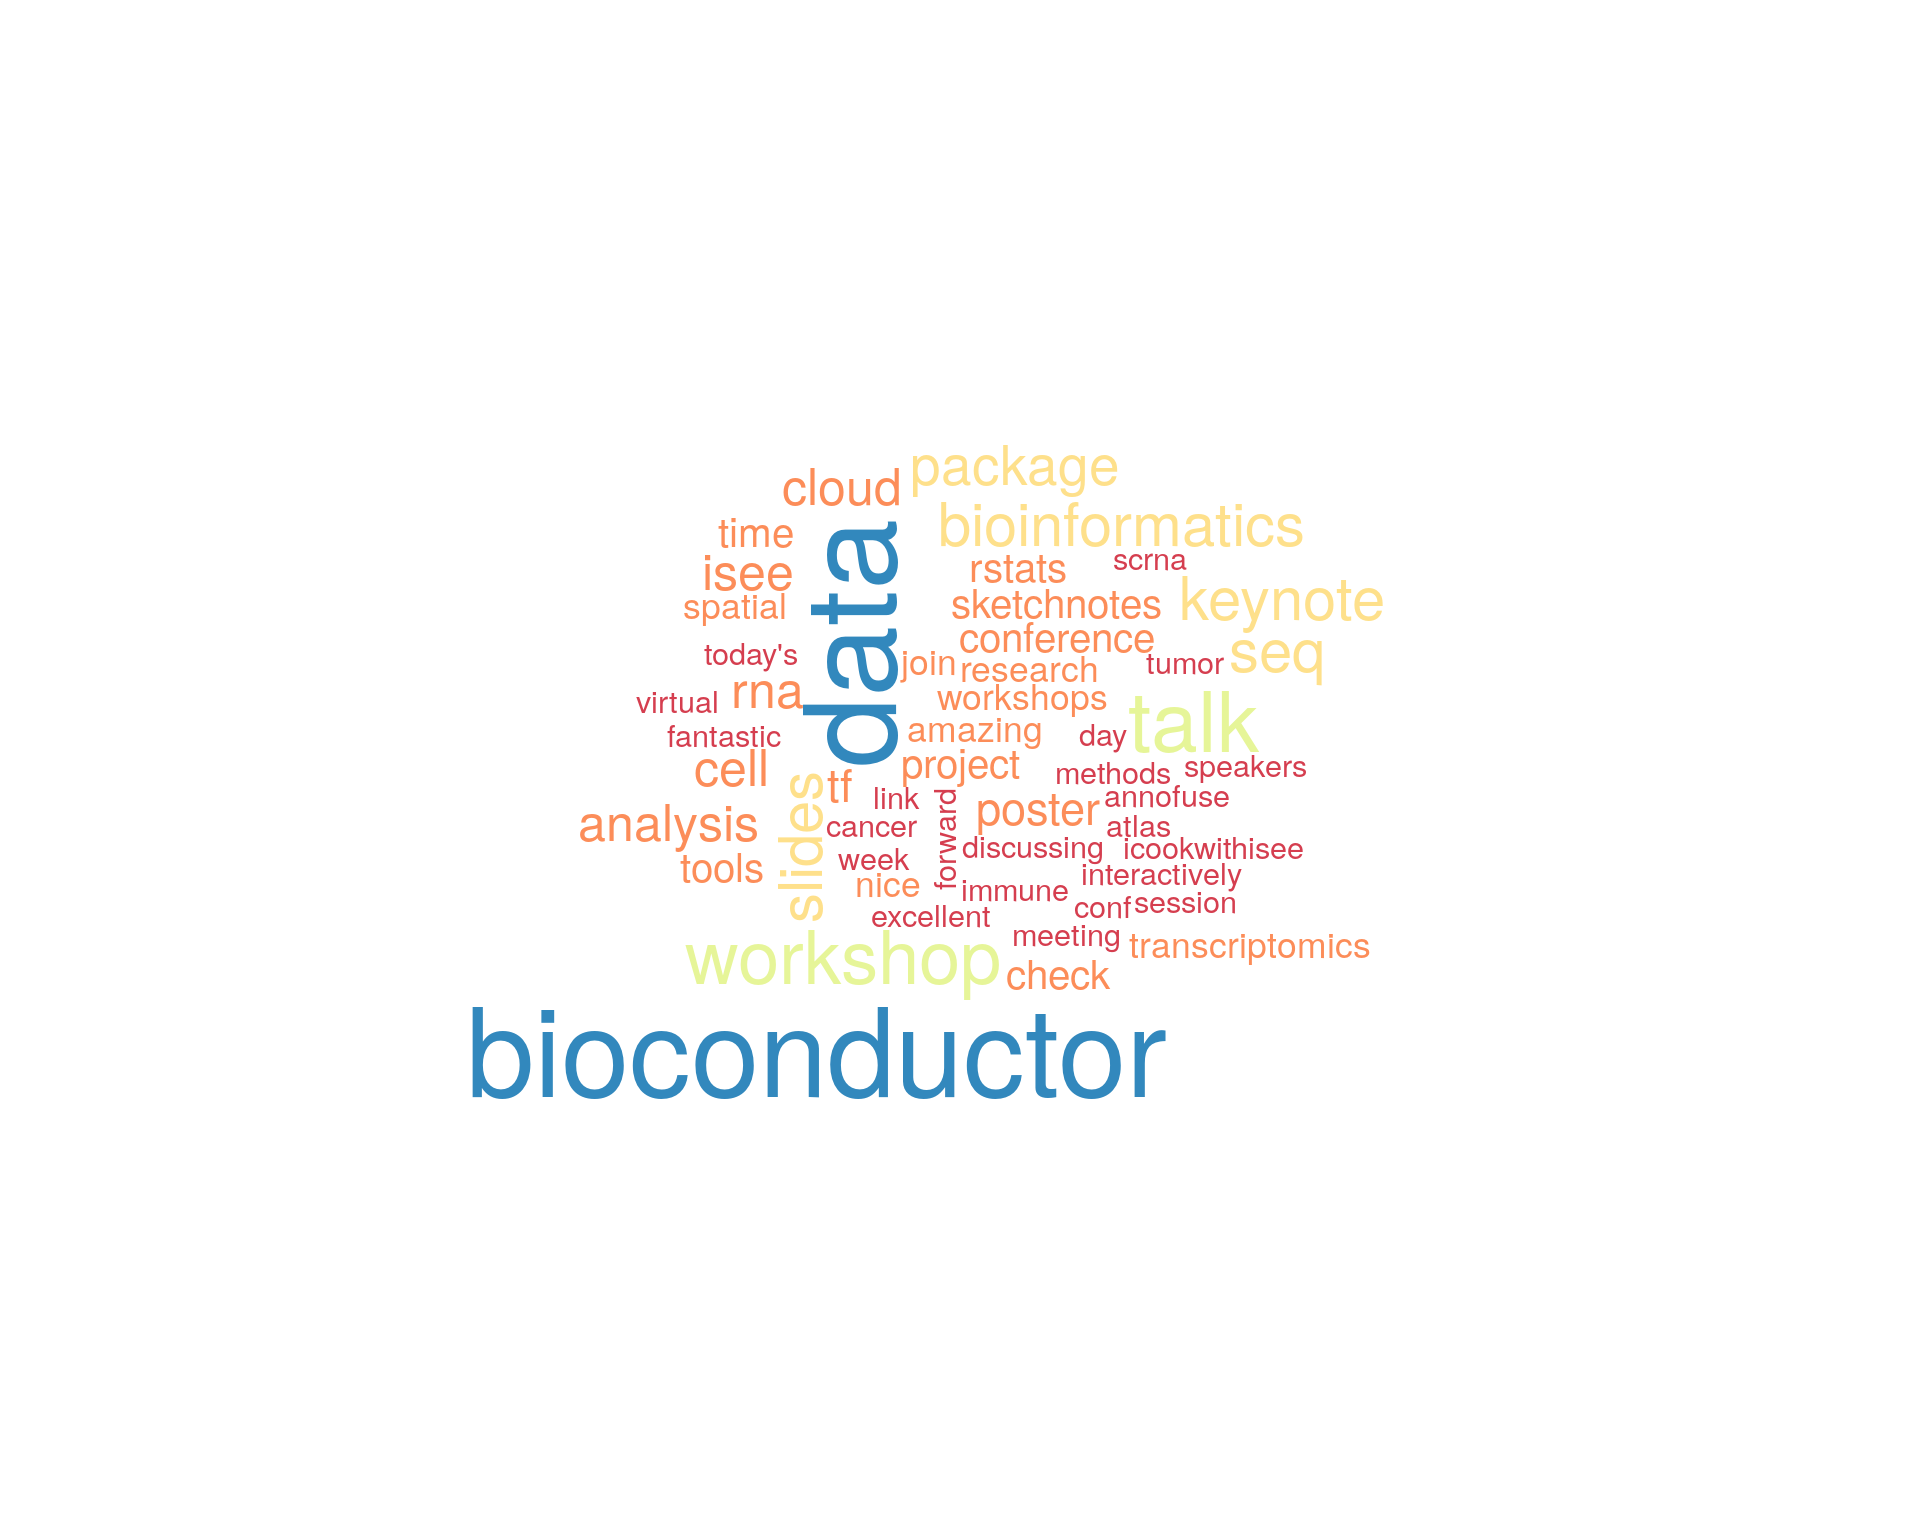 package
cloud
bioinformatics
time
data
rstats
scrna
isee
keynote
spatial
sketchnotes
conference
seq
today's
join
research
tumor
rna
virtual
workshops
talk
fantastic
amazing
day
cell
project
methods
speakers
tf
slides
link
forward
poster
annofuse
analysis
cancer
atlas
week
discussing
icookwithisee
tools
nice
immune
interactively
excellent
conf
session
meeting
transcriptomics
workshop
check
bioconductor